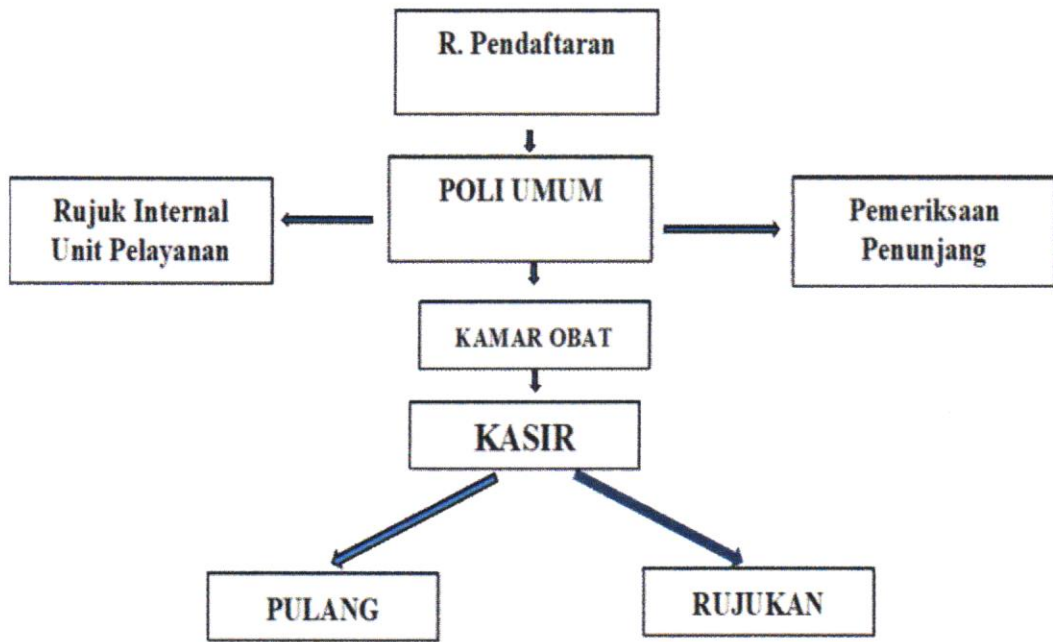 R. Pendaftaran
POLI UMUM
Rujuk Internal
Unit Pelayanan
Pemeriksaan
Penunjang
KAMAR OBAT
KASIR
PULANG
RUJUKAN